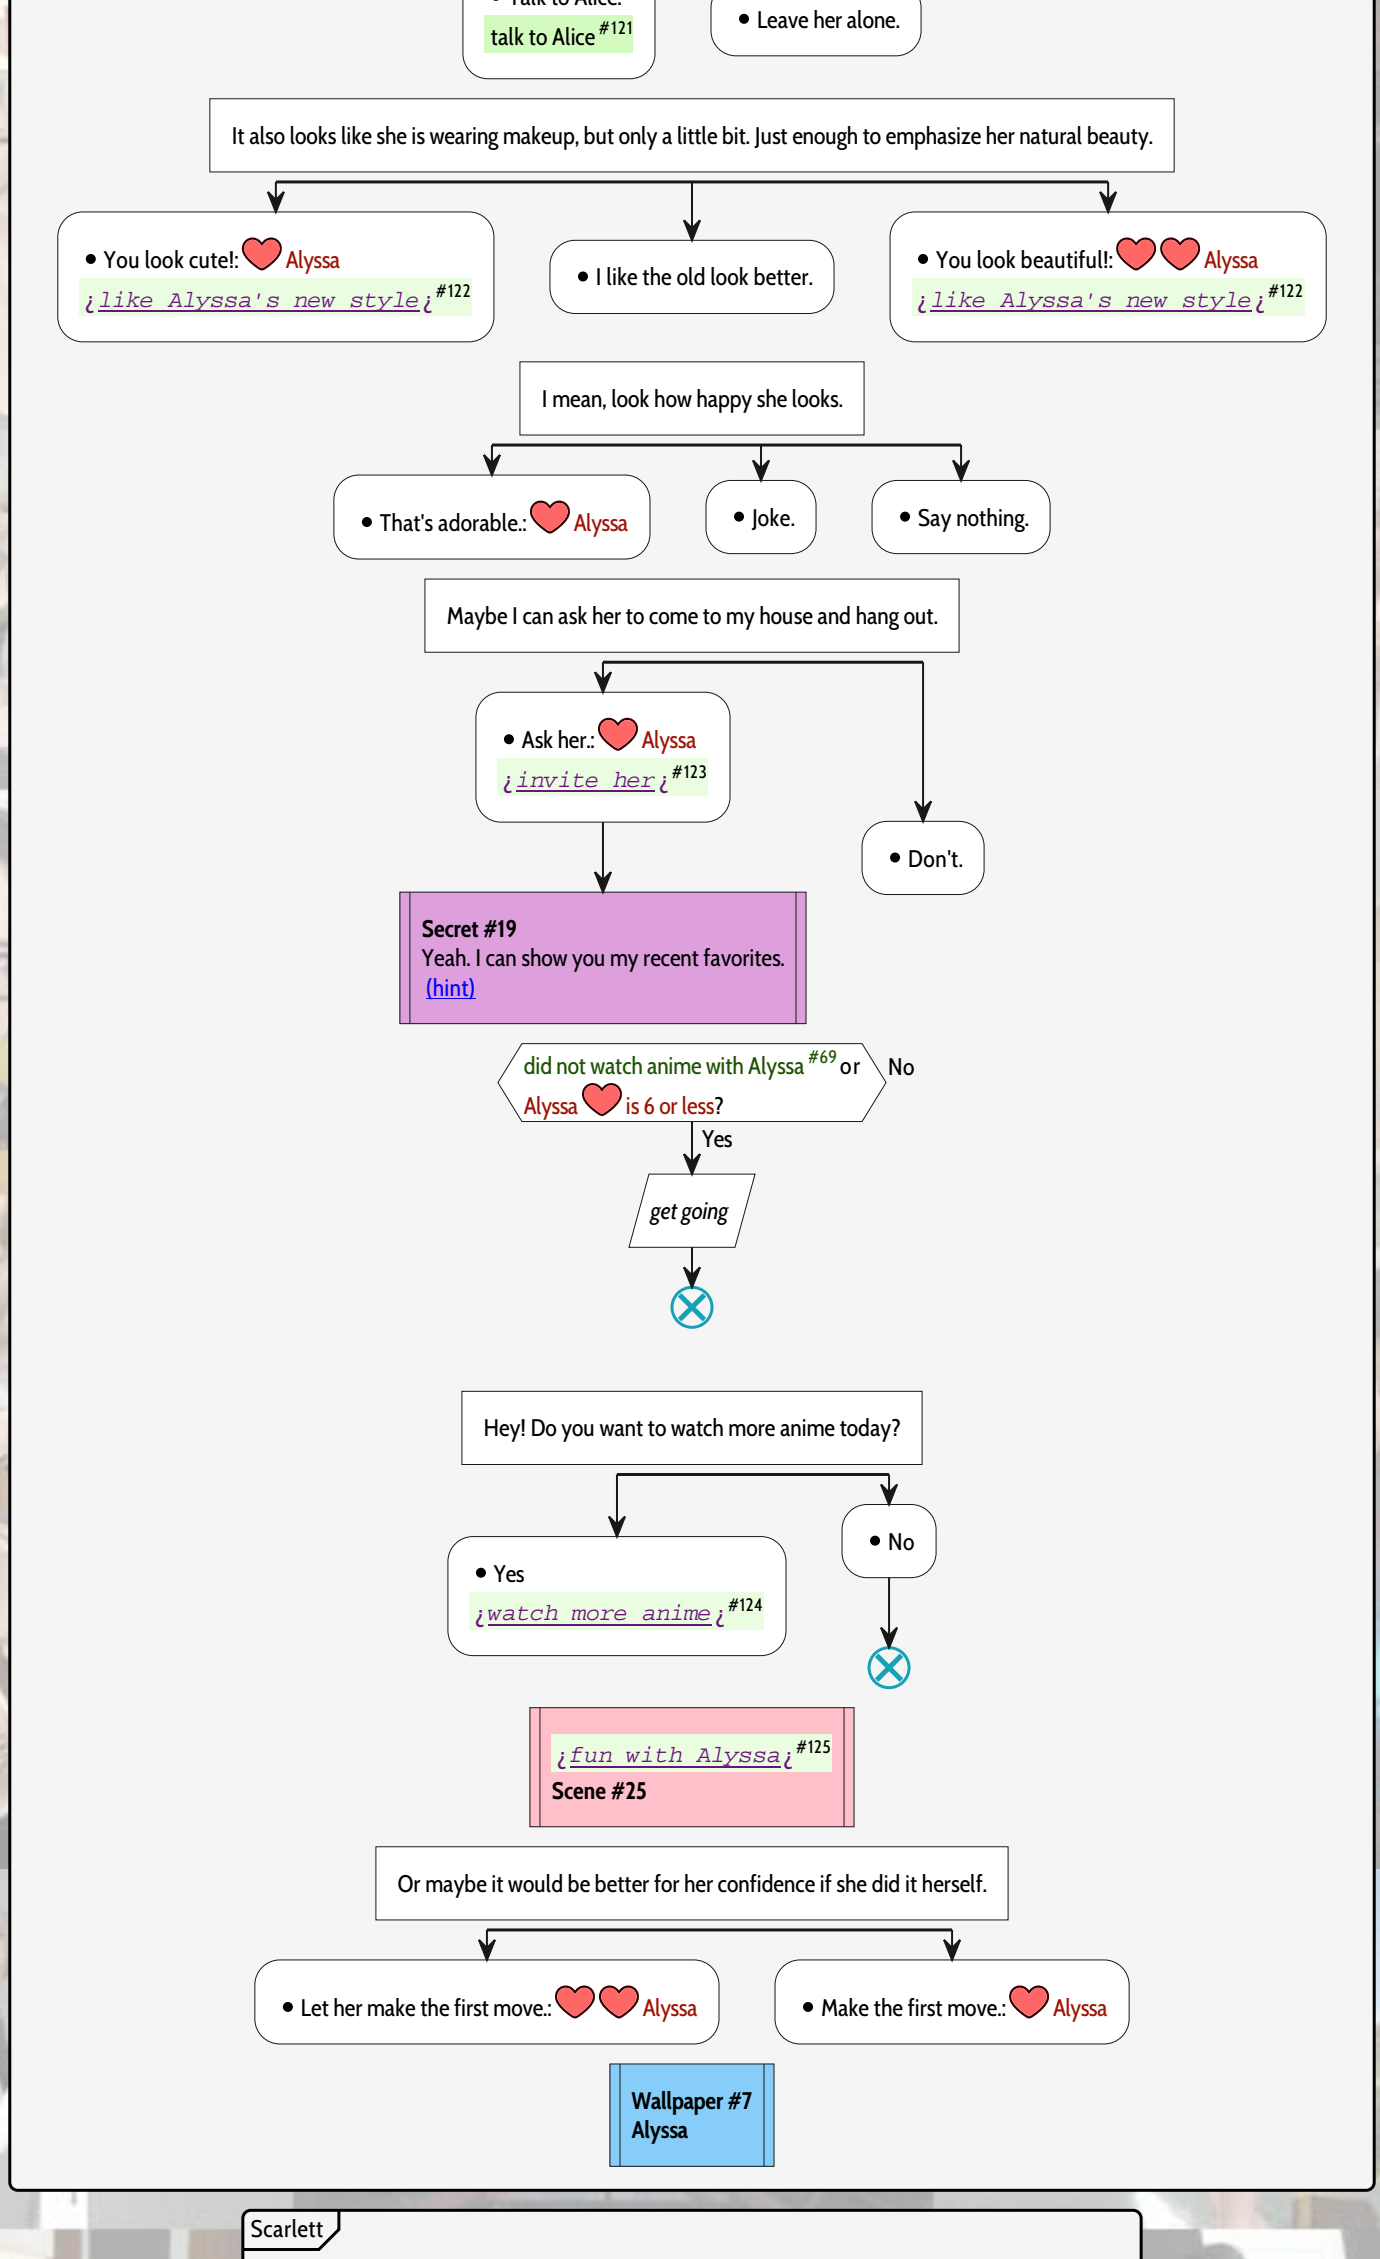 • Talk to Alice.
talk to Alice #121
• Leave her alone.
It also looks like she is wearing makeup, but only a little bit. Just enough to emphasize her natural beauty.
• You look cute!: Alyssa
¿like Alyssa's new style¿ #122
• I like the old look better.
• You look beautiful!: Alyssa
¿like Alyssa's new style¿ #122
I mean, look how happy she looks.
• That's adorable.: Alyssa
• Joke.
• Say nothing.
Maybe I can ask her to come to my house and hang out.
• Ask her.: Alyssa
¿invite her¿ #123
• Don't.
Secret #19
Yeah. I can show you my recent favorites.
(hint)
did not watch anime with Alyssa #69 or
Alyssa is 6 or less?
No
Yes
get going
Hey! Do you want to watch more anime today?
• Yes
¿watch more anime¿ #124
• No
¿fun with Alyssa¿ #125
Scene #25
Or maybe it would be better for her confidence if she did it herself.
• Let her make the first move.: Alyssa
• Make the first move.: Alyssa
Wallpaper #7
Alyssa
Scarlett